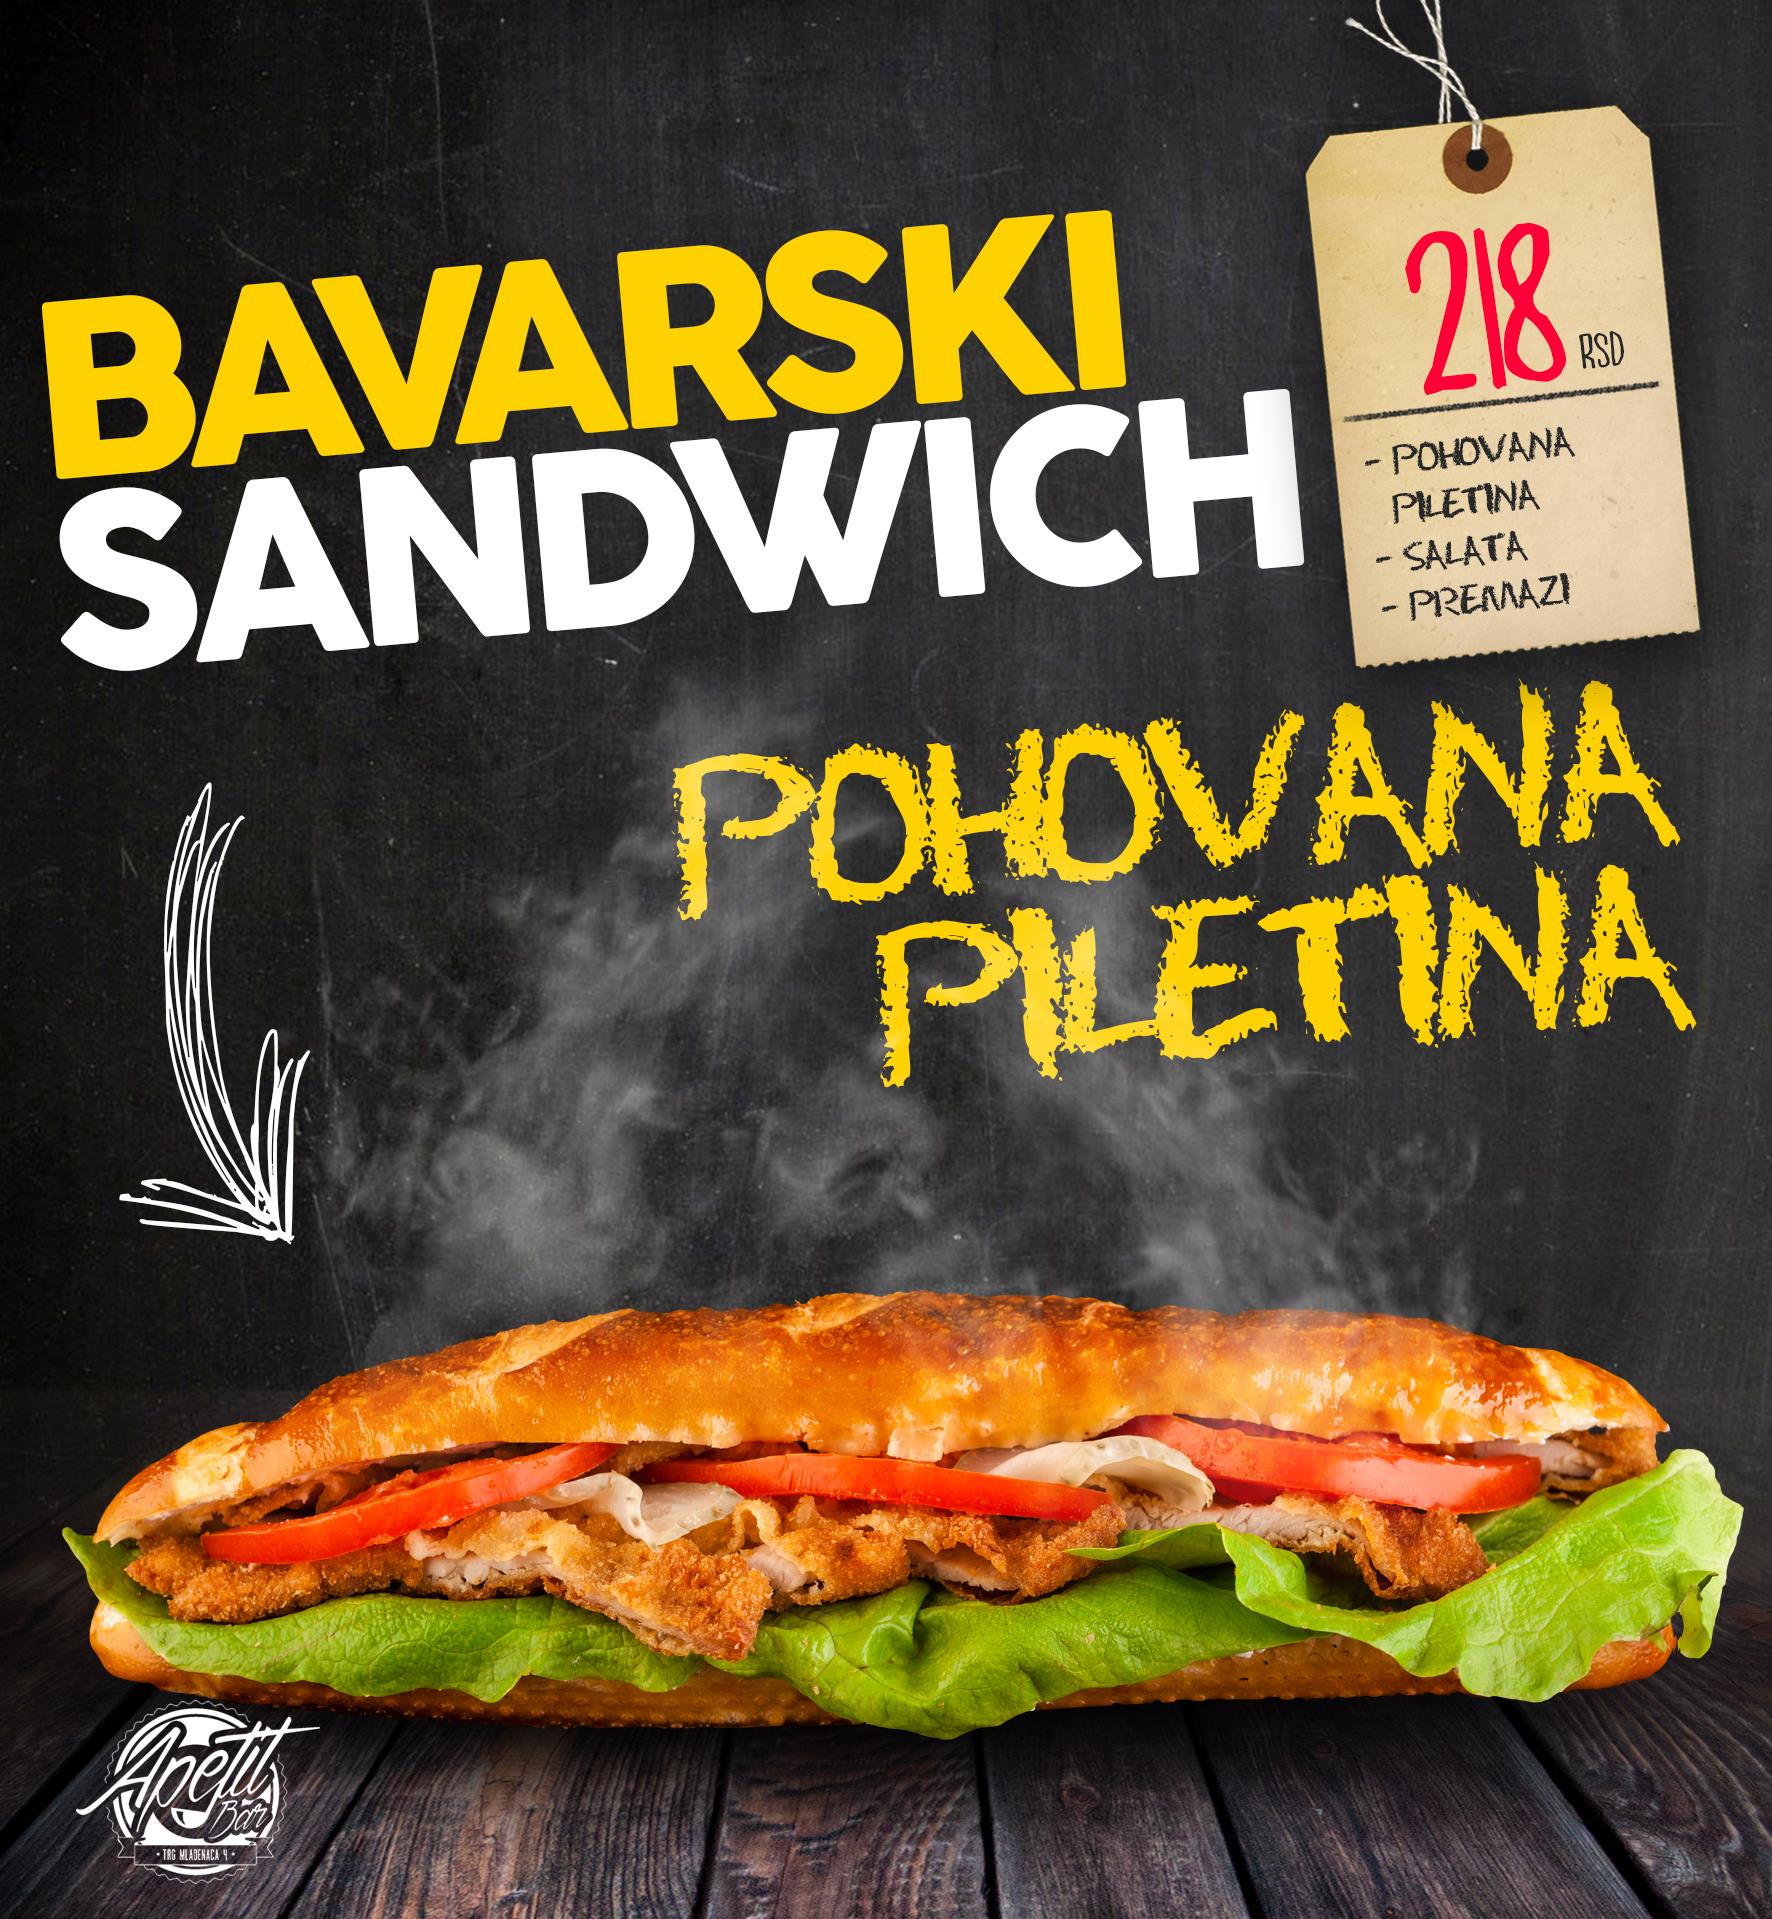 BAVARSKI
SANDWICH
218 RSD
- POHOVANA
PILETINA
- SALATA
- PREMAZI
POHOVANA
PILETINA
Apetit
Bar
• TRG MLADENACA 4 •